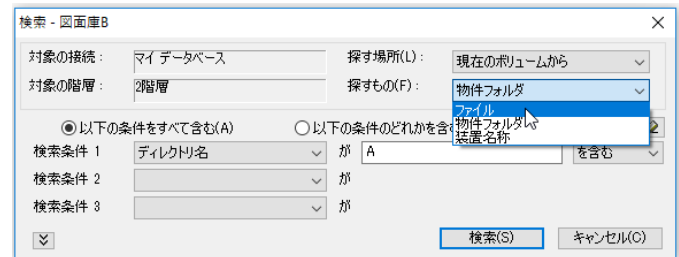 検索 - 図面庫B
対象の接続： マイ データベース 探す場所(L)： 現在のボリュームから
対象の階層： 2階層 探すもの(F)： 物件フォルダ
ファイル
物件フォルダ
装置名称
以下の条件をすべて含む(A) 以下の条件のどれかを含
検索条件 1 ディレクトリ名 が A を含む
検索条件 2 が
検索条件 3 が
検索(S) キャンセル(C)